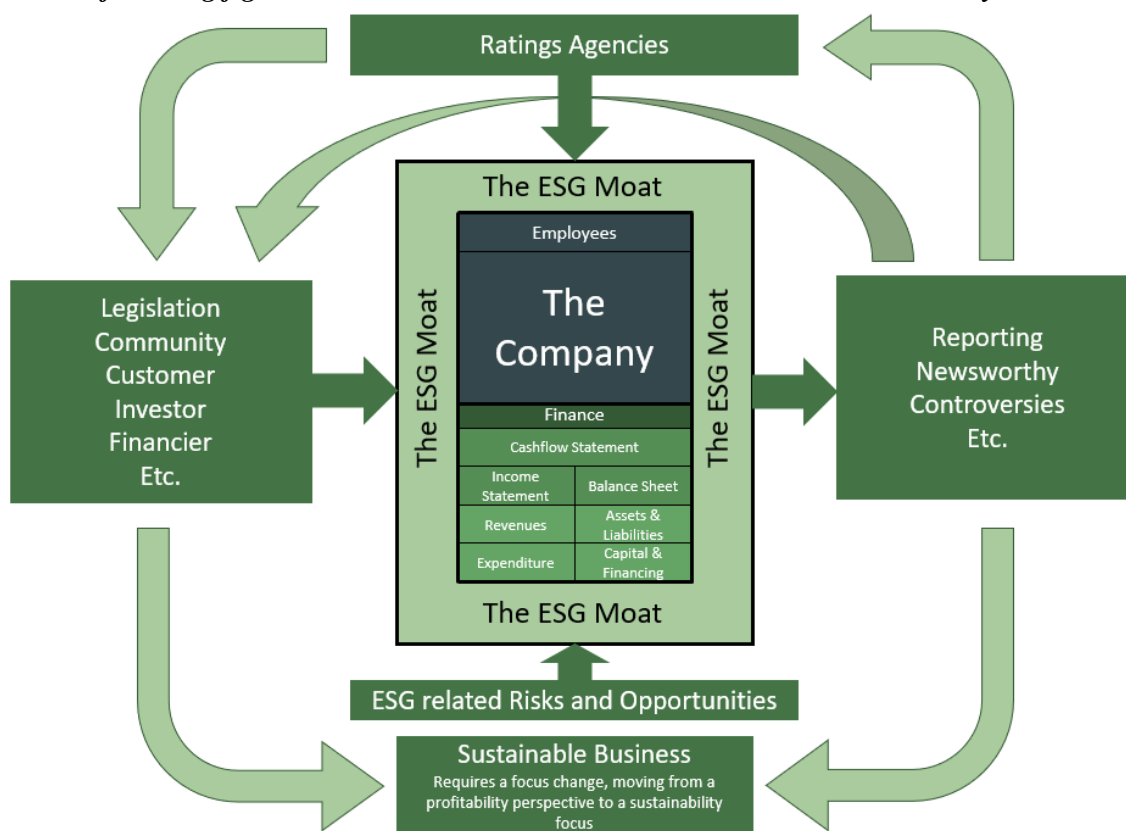 Ratings Agencies
The ESG Moat
Employees
The
Company
The ESG Moat
The ESG Moat
Legislation
Community
Customer
Investor
Financier
Etc.
Reporting
Newsworthy
Controversies
Etc.
Finance
Cashflow Statement
Income
Statement
Balance Sheet
Revenues
Assets &
Liabilities
Expenditure
Capital &
Financing
The ESG Moat
ESG related Risks and Opportunities
Sustainable Business
Requires a focus change, moving from a
profitability perspective to a sustainability
focus